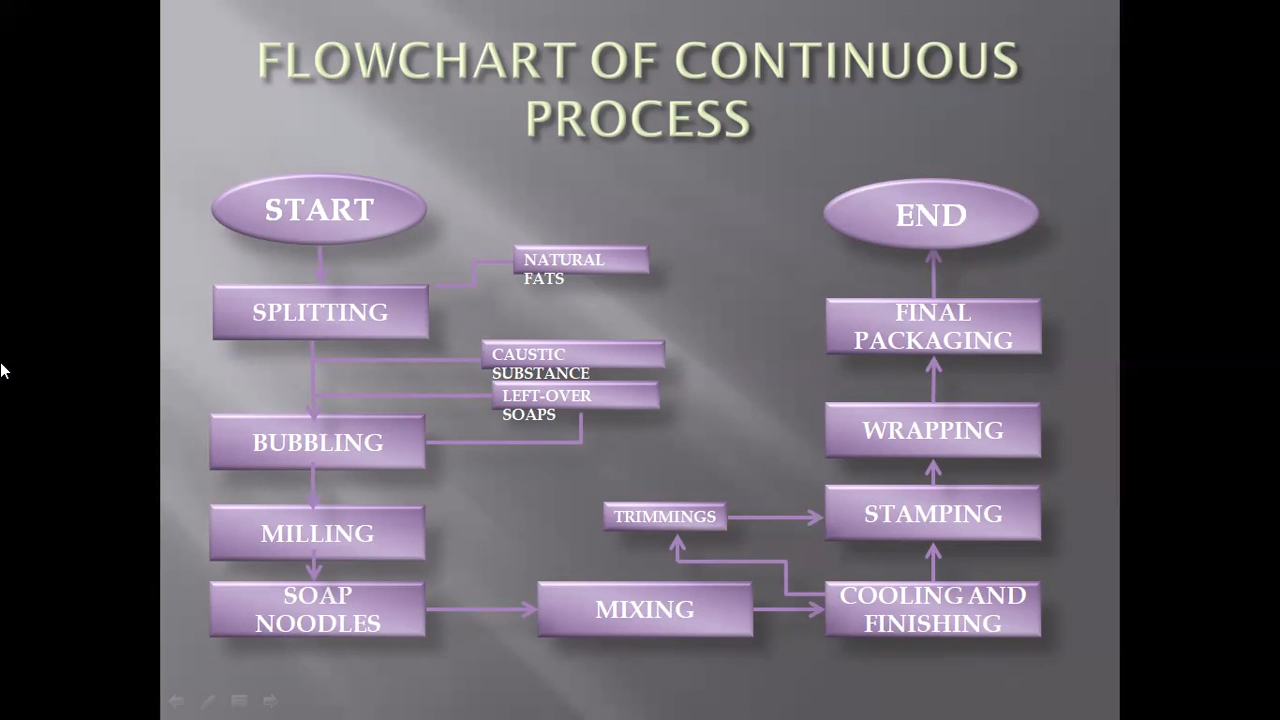 FLOWCHART OF CONTINUOUS
PROCESS
START
SPLITTING
NATURAL
FATS
CAUSTIC
SUBSTANCE
LEFT-OVER
SOAPS
BUBBLING
MILLING
SOAP
NOODLES
MIXING
TRIMMINGS
COOLING AND
FINISHING
STAMPING
WRAPPING
FINAL
PACKAGING
END